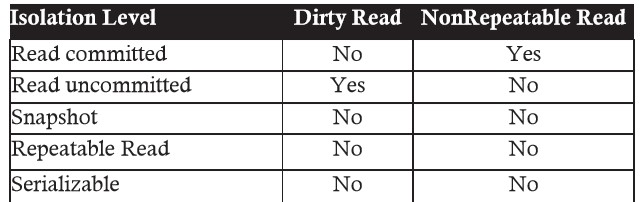 Isolation Level Dirty Read NonRepeatable Read
Read committed No Yes
Read uncommitted Yes No
Snapshot No No
Repeatable Read No No
Serializable No No